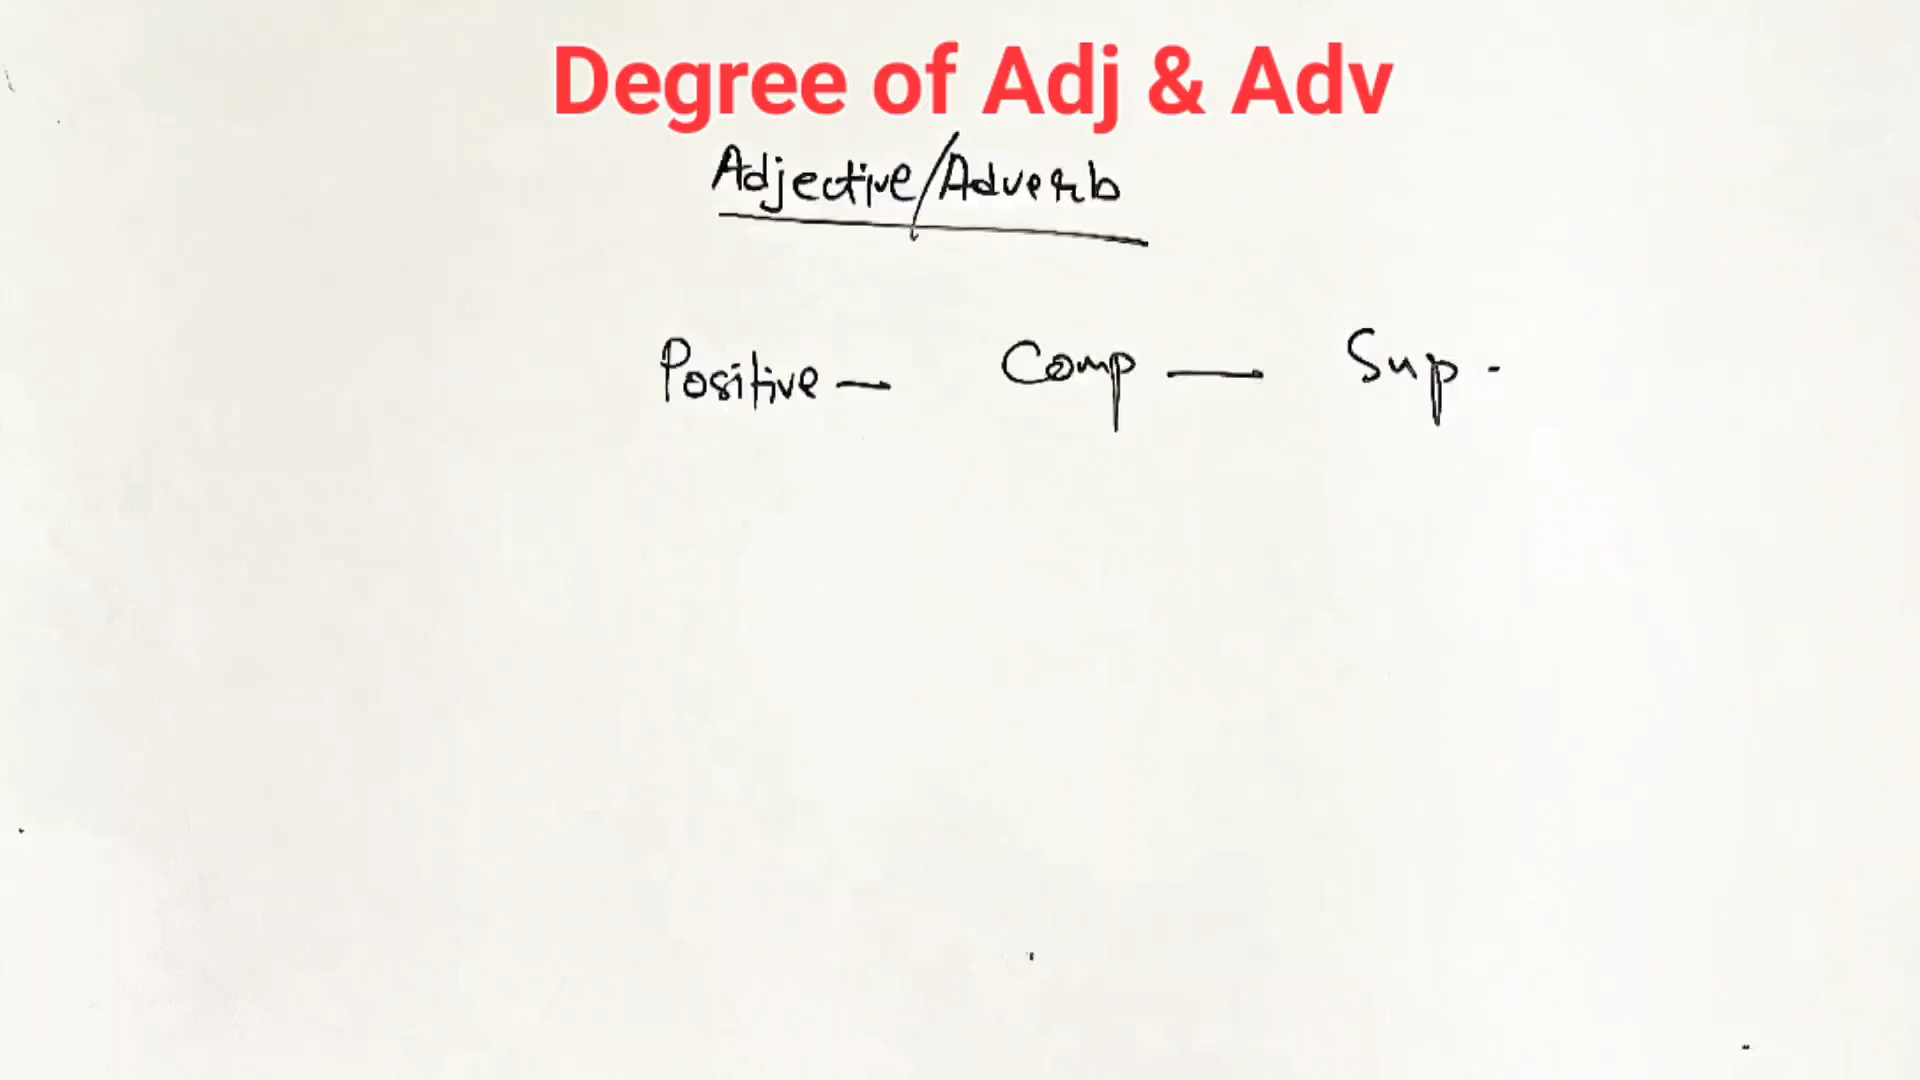 Degree of Adj & Adv
Adjective/Adverb
Positive — Comp — Sup.